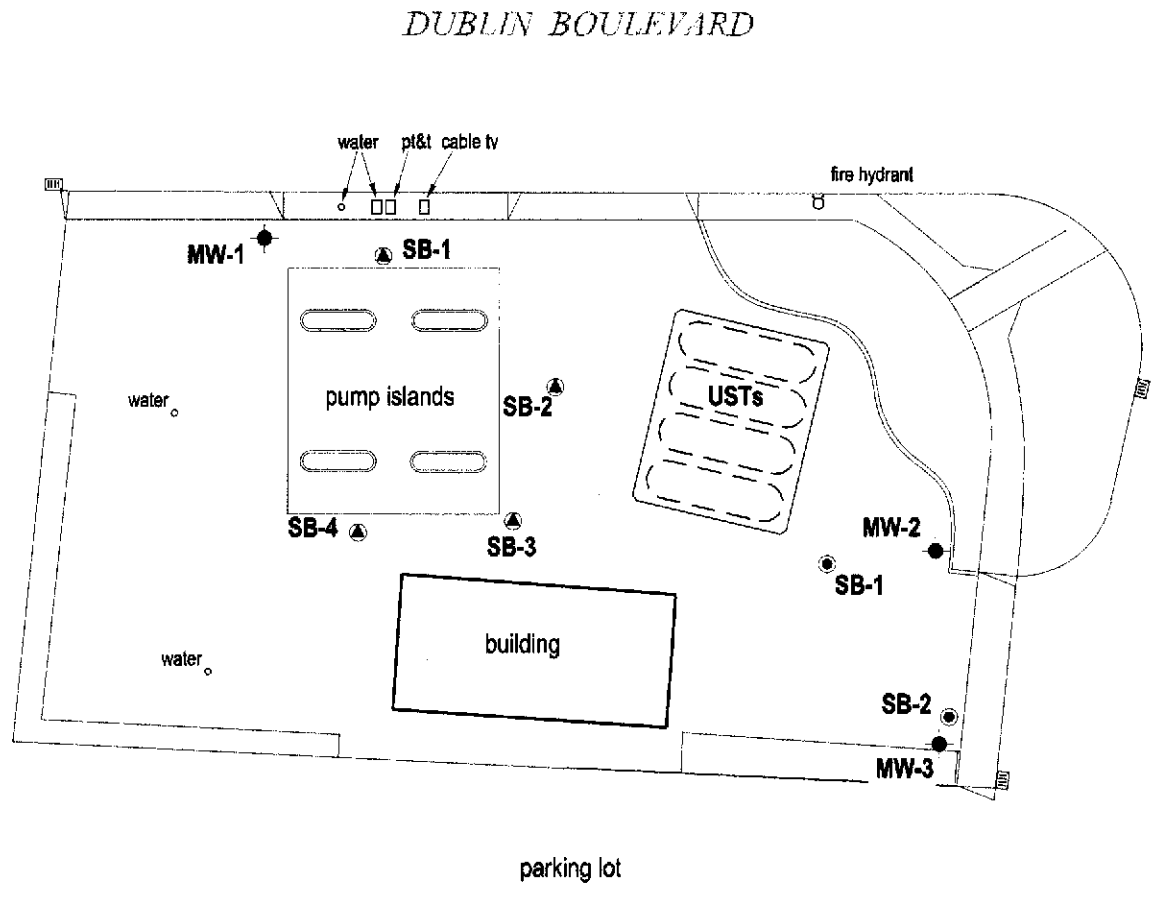 DUBLIN BOULEVARD
water pt&t cable tv
fire hydrant
MW-1
SB-1
water
pump islands
SB-2
USTs
SB-4
SB-3
MW-2
SB-1
building
water
SB-2
MW-3
parking lot